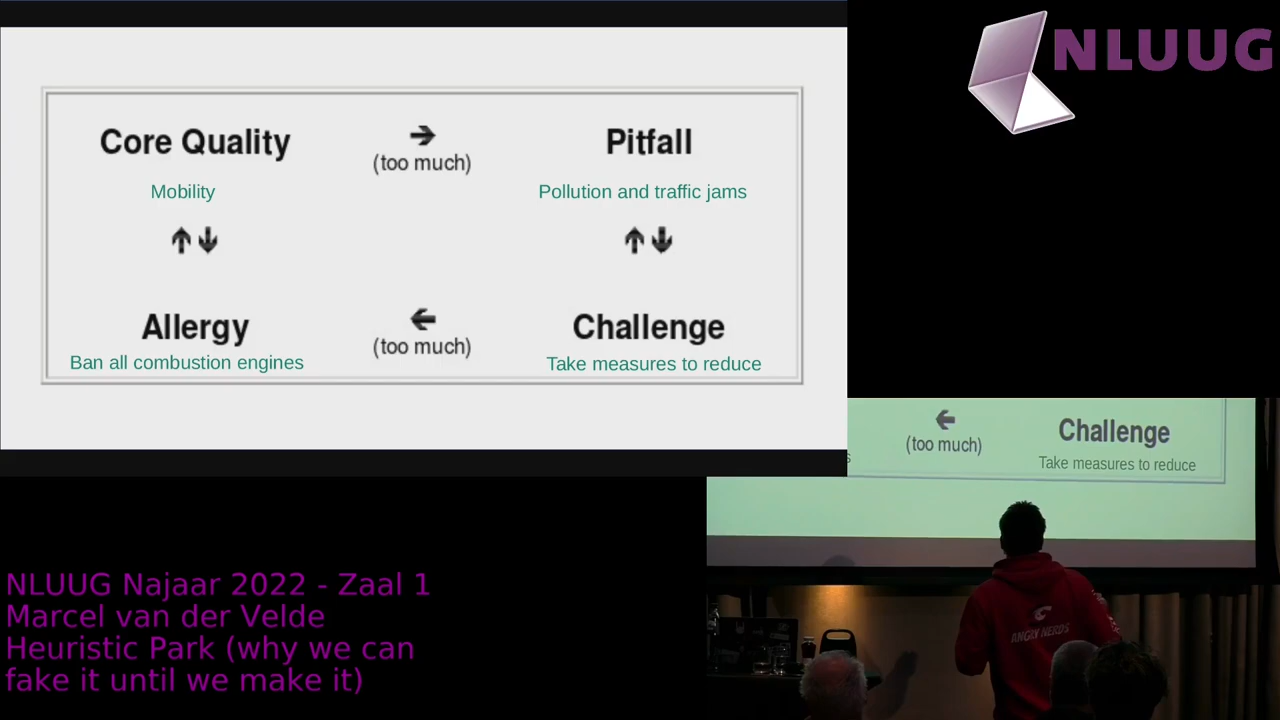 NLUUG
Core Quality
→
(too much)
Pitfall
Mobility
Pollution and traffic jams
↑↓
↑↓
Allergy
←
(too much)
Challenge
Ban all combustion engines
Take measures to reduce
←
(too much)
Challenge
s
Take measures to reduce
ANGRY NERDS
NLUUG Najaar 2022 - Zaal 1
Marcel van der Velde
Heuristic Park (why we can
fake it until we make it)